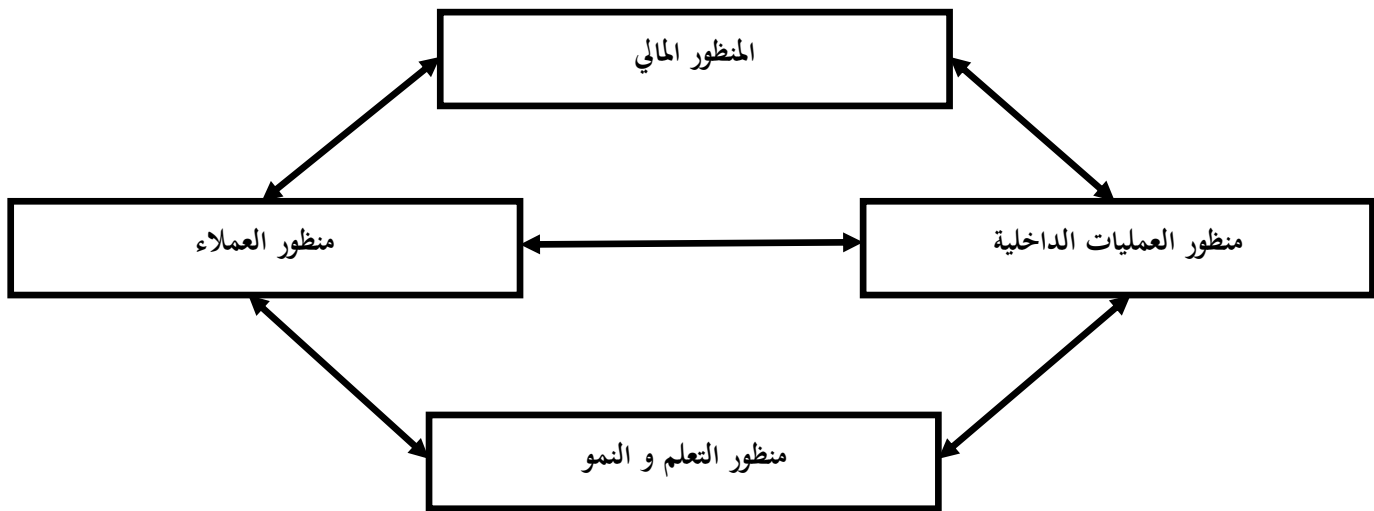 المنظور المالي
منظور العمليات الداخلية
منظور العملاء
منظور التعلم و النمو